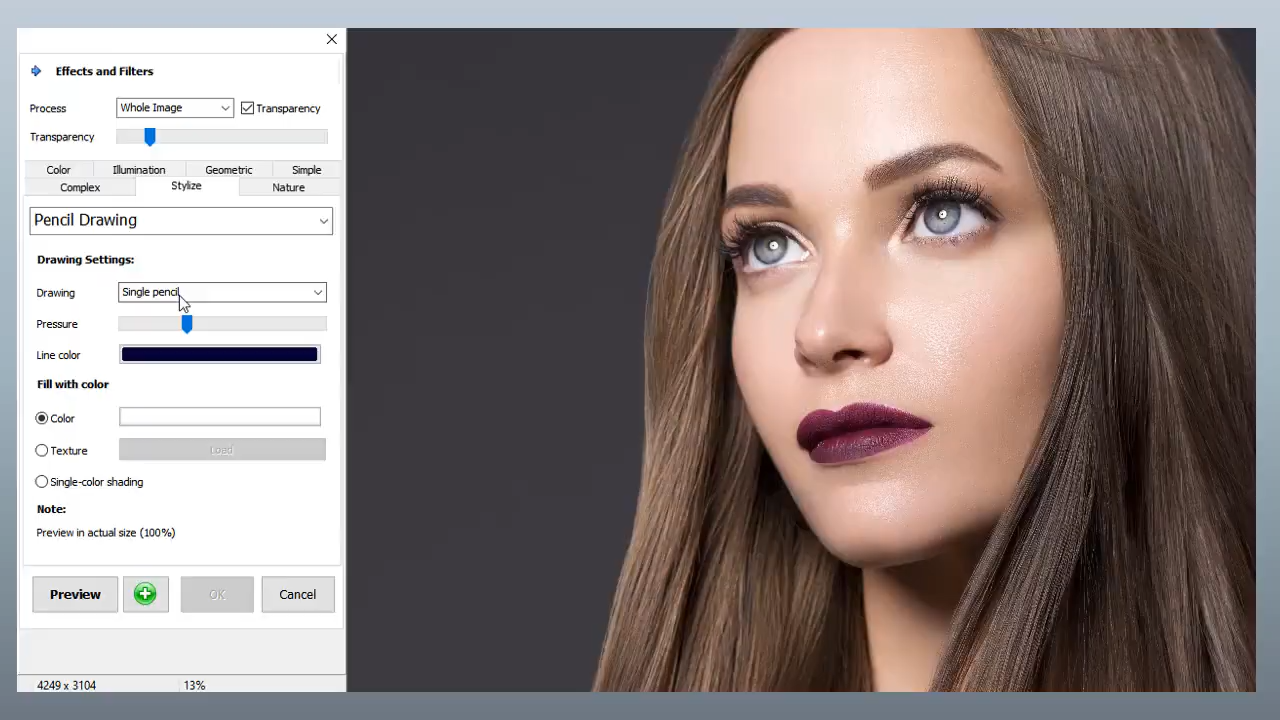 Effects and Filters
Process Whole Image Transparency
Transparency
Color Illumination Geometric Simple
Complex Stylize Nature
Pencil Drawing
Drawing Settings:
Drawing Single pencil
Pressure
Line color
Fill with color
Color
Texture Load
Single-color shading
Note:
Preview in actual size (100%)
Preview OK Cancel
4249 x 3104 13%